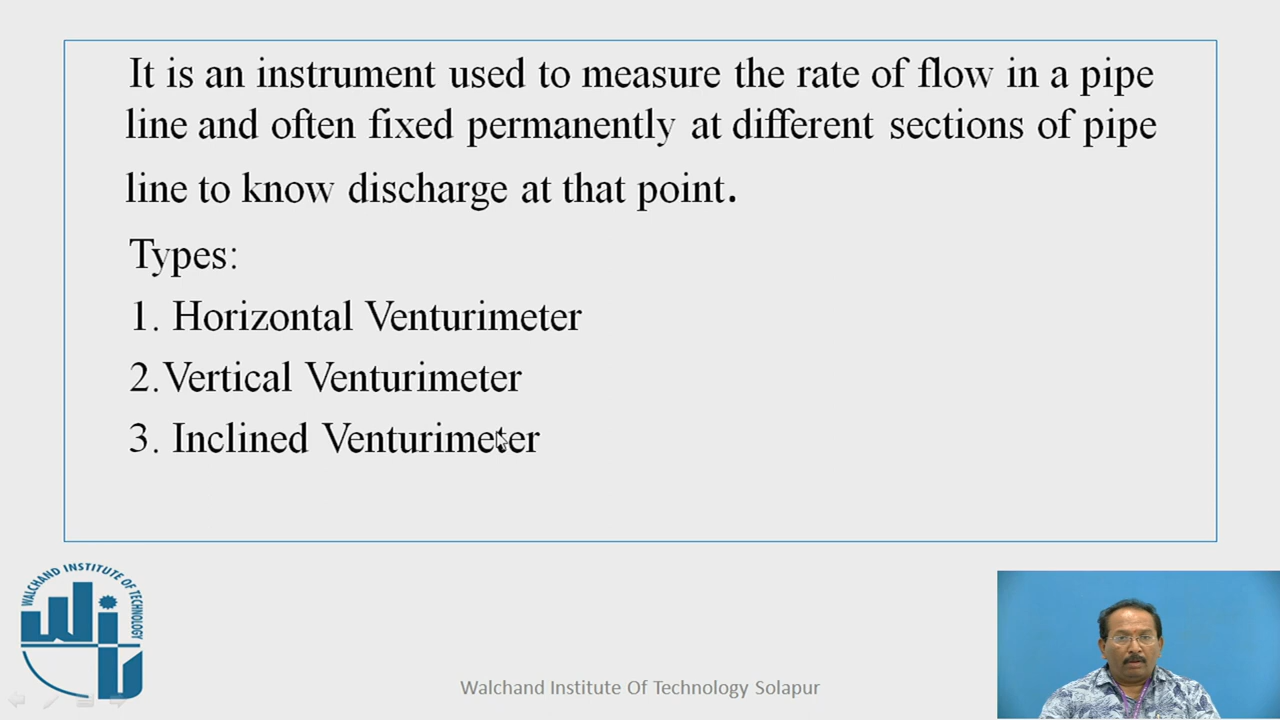 It is an instrument used to measure the rate of flow in a pipe
line and often fixed permanently at different sections of pipe
line to know discharge at that point.
Types:
1. Horizontal Venturimeter
2.Vertical Venturimeter
3. Inclined Venturimeter
WALCHAND INSTITUTE OF TECHNOLOGY
WIT
Walchand Institute Of Technology Solapur